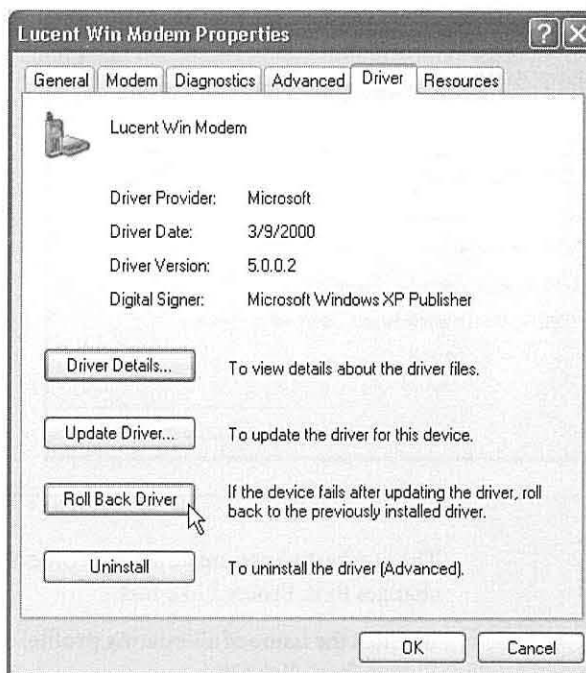 Lucent Win Modem Properties
General Modem Diagnostics Advanced Driver Resources
Lucent Win Modem
Driver Provider: Microsoft
Driver Date: 3/9/2000
Driver Version: 5.0.0.2
Digital Signer: Microsoft Windows XP Publisher
Driver Details... To view details about the driver files.
Update Driver... To update the driver for this device.
Roll Back Driver If the device fails after updating the driver, roll
back to the previously installed driver.
Uninstall To uninstall the driver (Advanced).
OK Cancel